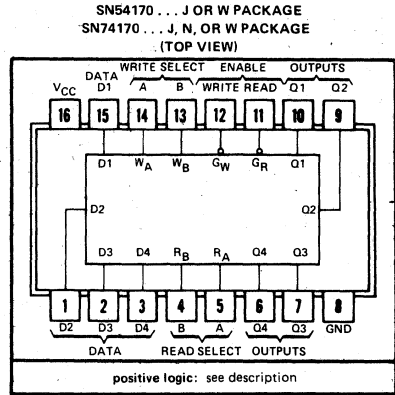 SN54170 . . . J OR W PACKAGE
SN74170 . . . J, N, OR W PACKAGE
(TOP VIEW)
WRITE SELECT ENABLE OUTPUTS
DATA
VCC D1 A B WRITE READ Q1 Q2
16 15 14 13 12 11 10 9
D1 WA WB GW GR Q1
D2 Q2
D3 D4 RB RA Q4 Q3
1 2 3 4 5 6 7 8
D2 D3 D4 B A Q4 Q3 GND
DATA READ SELECT OUTPUTS
positive logic: see description